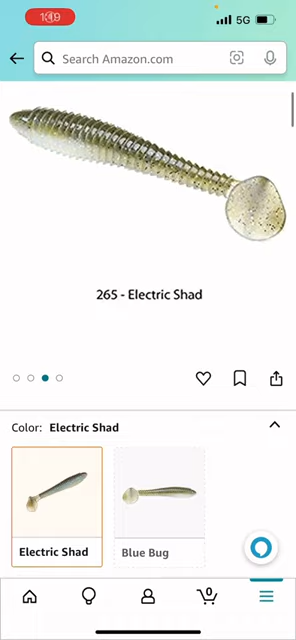 5G
Search Amazon.com
265 - Electric Shad
Color: Electric Shad
Electric Shad
Blue Bug
0